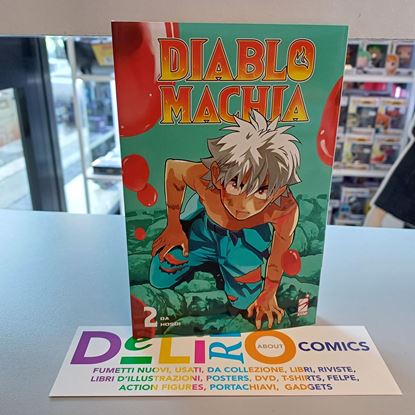 DIABLO
MACHIA
2
DA
HOSOI
DELIRO ABOUT COMICS
FUMETTI NUOVI, USATI, DA COLLEZIONE, LIBRI, RIVISTE,
LIBRI D'ILLUSTRAZIONI, POSTERS, DVD, T-SHIRTS, FELPE,
ACTION FIGURES, PORTACHIAVI, GADGETS